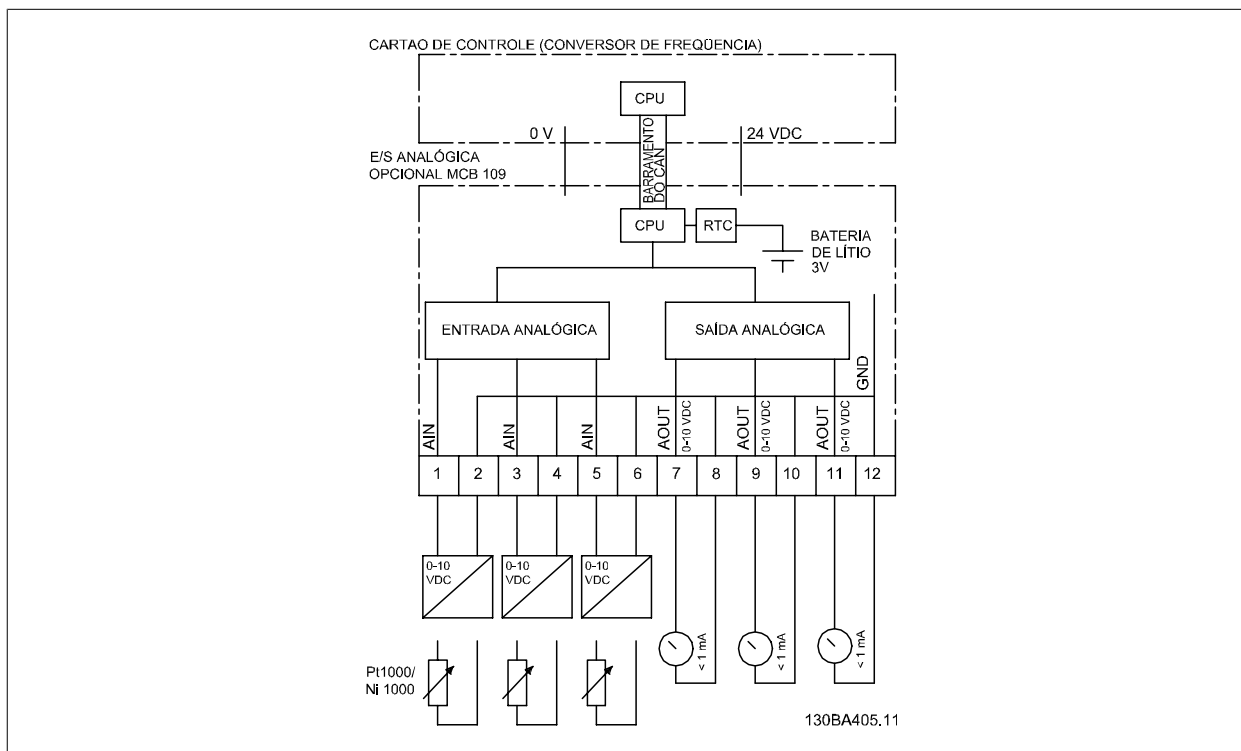 CARTAO DE CONTROLE (CONVERSOR DE FREQÜENCIA)
CPU
0 V
BARRAMENTO
DO CAN
24 VDC
E/S ANALÓGICA
OPCIONAL MCB 109
CPU
RTC
BATERIA
DE LÍTIO
3V
ENTRADA ANALÓGICA
SAÍDA ANALÓGICA
GND
AIN
AIN
AIN
AOUT
0-10 VDC
AOUT
0-10 VDC
AOUT
0-10 VDC
1 2 3 4 5 6 7 8 9 10 11 12
0-10
VDC
0-10
VDC
0-10
VDC
< 1 mA
< 1 mA
< 1 mA
Pt1000/
Ni 1000
130BA405.11